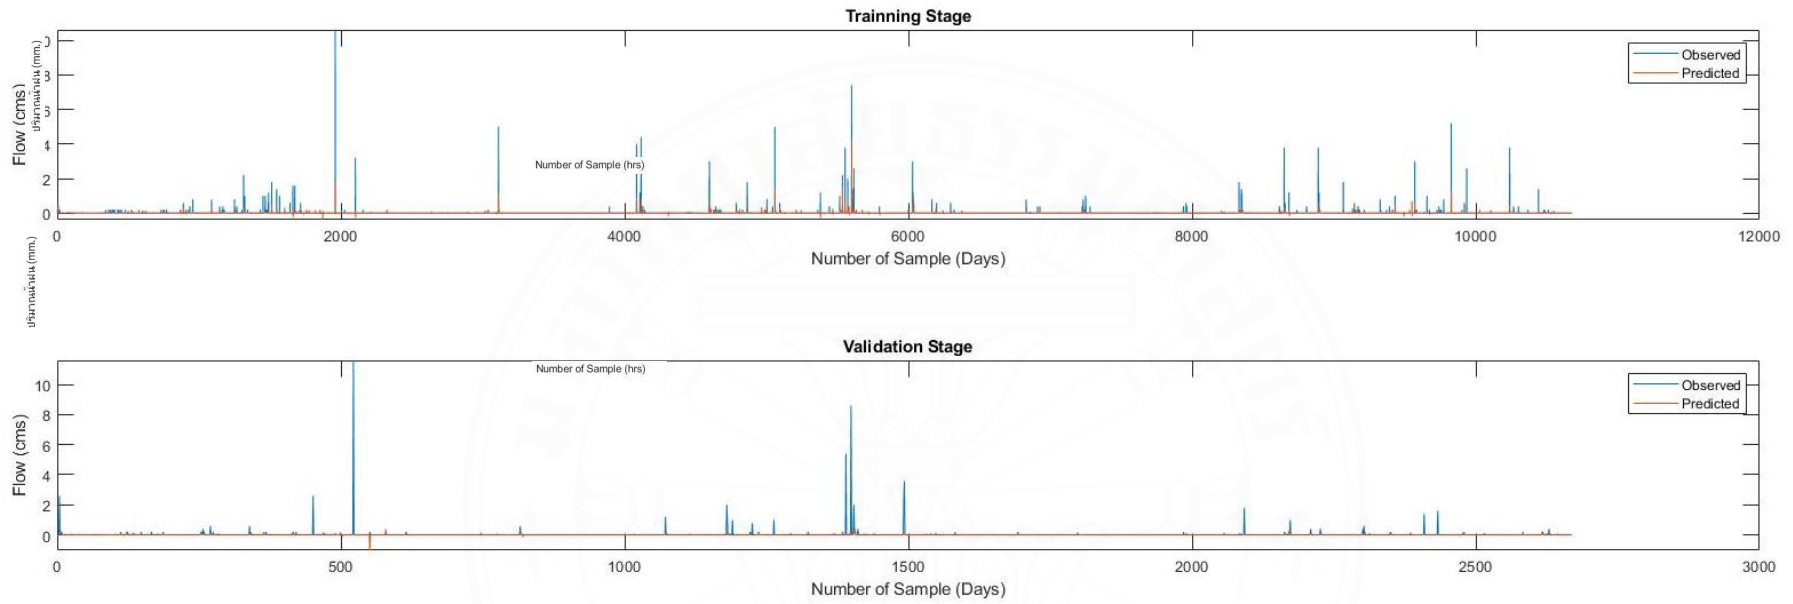 Trainning Stage
Flow (cms)
ปริมาณน้ำฝน (mm.)
0
8
6
4
2
0
Observed
Predicted
Number of Sample (hrs)
0 2000 4000 6000 8000 10000 12000
Number of Sample (Days)
ปริมาณน้ำฝน (mm.)
Validation Stage
Flow (cms)
10
8
6
4
2
0
Number of Sample (hrs)
Observed
Predicted
0 500 1000 1500 2000 2500 3000
Number of Sample (Days)